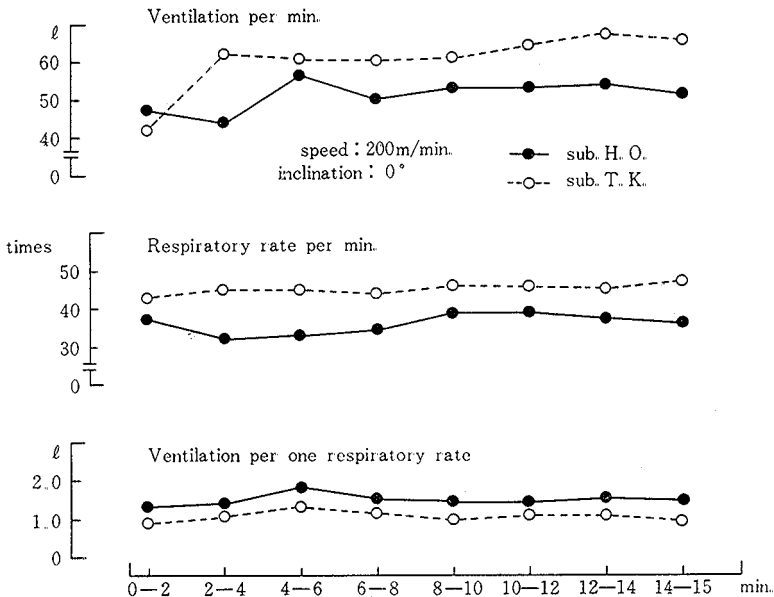 Ventilation per min.
ℓ
60
50
40
0
speed : 200m/min.
inclination : 0°
sub. H. O.
sub. T. K.
times
Respiratory rate per min.
50
40
30
0
ℓ
Ventilation per one respiratory rate
2.0
1.0
0
0—2 2—4 4—6 6—8 8—10 10—12 12—14 14—15 min.